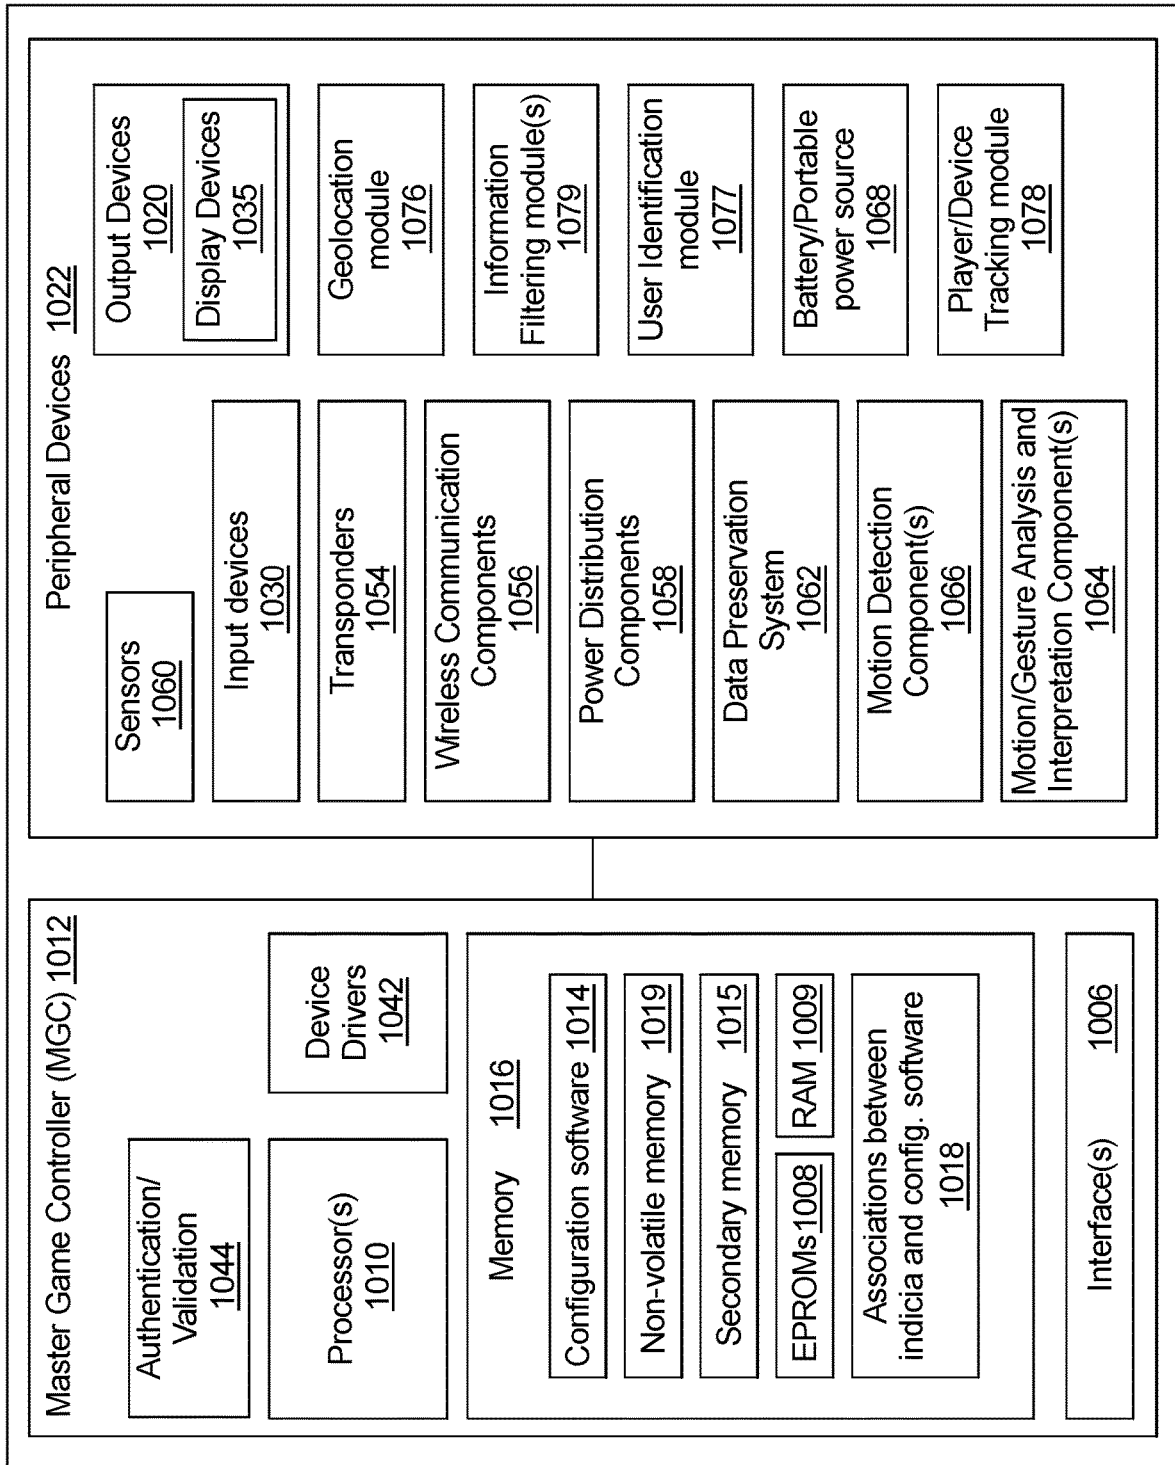 Master Game Controller (MGC) 1012
Authentication/
Validation
1044
Processor(s)
1010
Device
Drivers
1042
Memory 1016
Configuration software 1014
Non-volatile memory 1019
Secondary memory 1015
EPROMs1008
RAM 1009
Associations between
indicia and config. software
1018
Interface(s) 1006
Peripheral Devices 1022
Sensors
1060
Input devices
1030
Transponders
1054
Wireless Communication
Components
1056
Power Distribution
Components
1058
Data Preservation
System
1062
Motion Detection
Component(s)
1066
Motion/Gesture Analysis and
Interpretation Component(s)
1064
Output Devices
1020
Display Devices
1035
Geolocation
module
1076
Information
Filtering module(s)
1079
User Identification
module
1077
Battery/Portable
power source
1068
Player/Device
Tracking module
1078